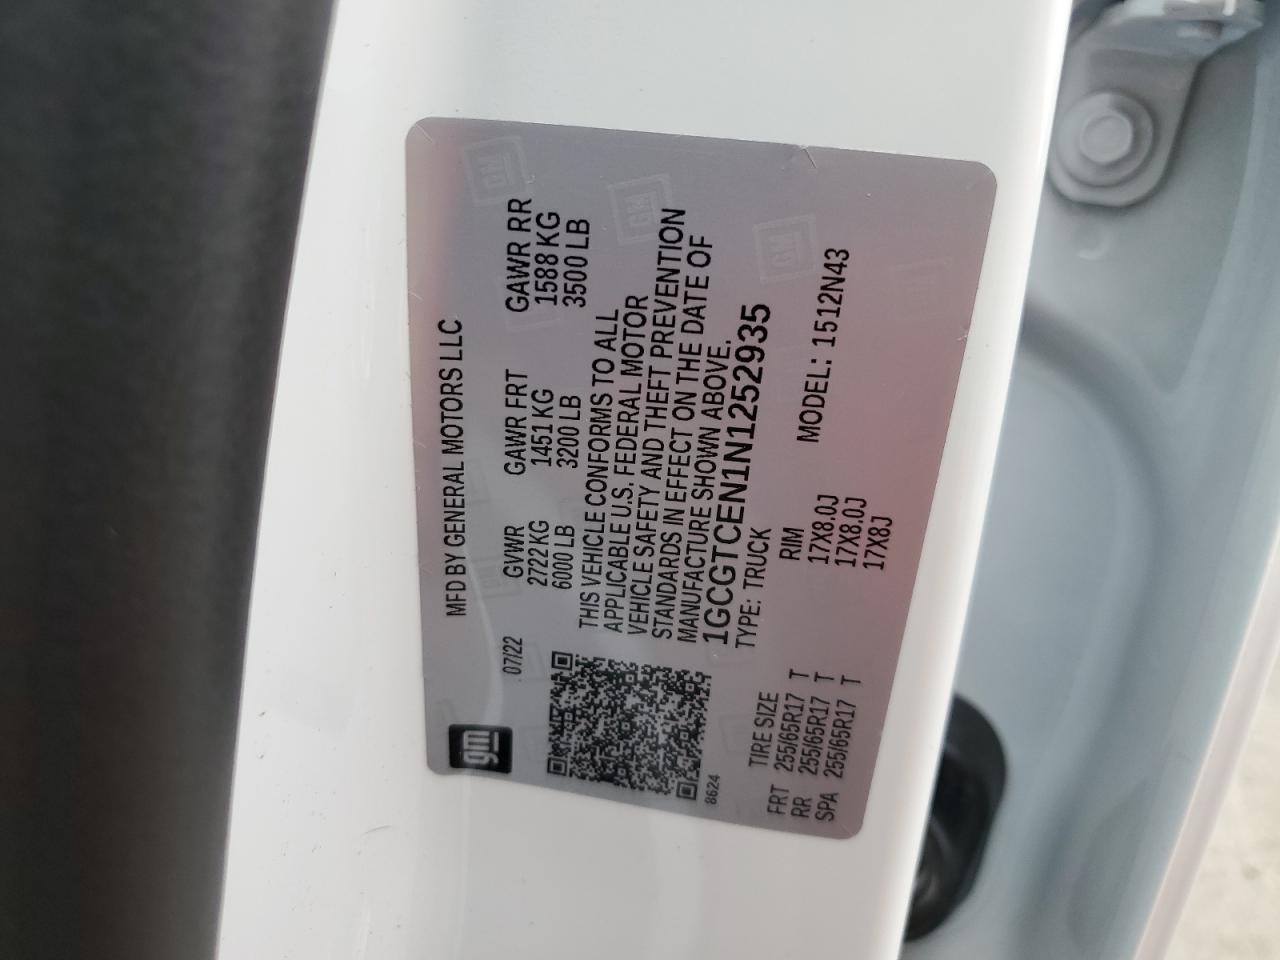 MFD BY GENERAL MOTORS LLC
gm
07/22 GVWR GAWR FRT GAWR RR
2722 KG 1451 KG 1588 KG
6000 LB 3200 LB 3500 LB
THIS VEHICLE CONFORMS TO ALL
APPLICABLE U.S. FEDERAL MOTOR
VEHICLE SAFETY AND THEFT PREVENTION
STANDARDS IN EFFECT ON THE DATE OF
MANUFACTURE SHOWN ABOVE.
1GCGTCEN1N1252935
8624
TYPE: TRUCK
TIRE SIZE RIM MODEL: 1512N43
FRT 255/65R17 T 17X8.0J
RR 255/65R17 T 17X8.0J
SPA 255/65R17 T 17X8J
GM
GM
GM